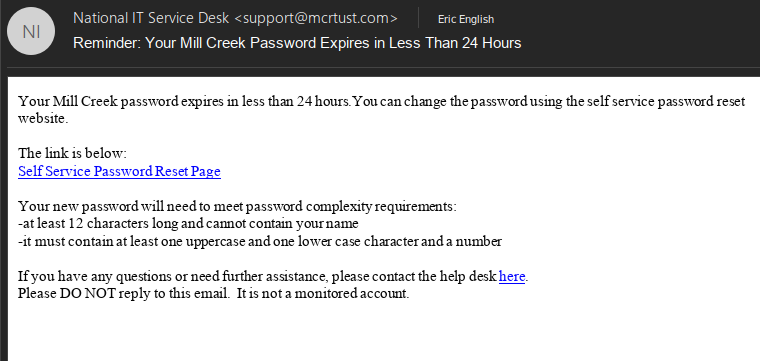 NI
National IT Service Desk <support@mcrtust.com>
Eric English
Reminder: Your Mill Creek Password Expires in Less Than 24 Hours
Your Mill Creek password expires in less than 24 hours.You can change the password using the self service password reset
website.
The link is below:
Self Service Password Reset Page
Your new password will need to meet password complexity requirements:
-at least 12 characters long and cannot contain your name
-it must contain at least one uppercase and one lower case character and a number
If you have any questions or need further assistance, please contact the help desk here.
Please DO NOT reply to this email. It is not a monitored account.